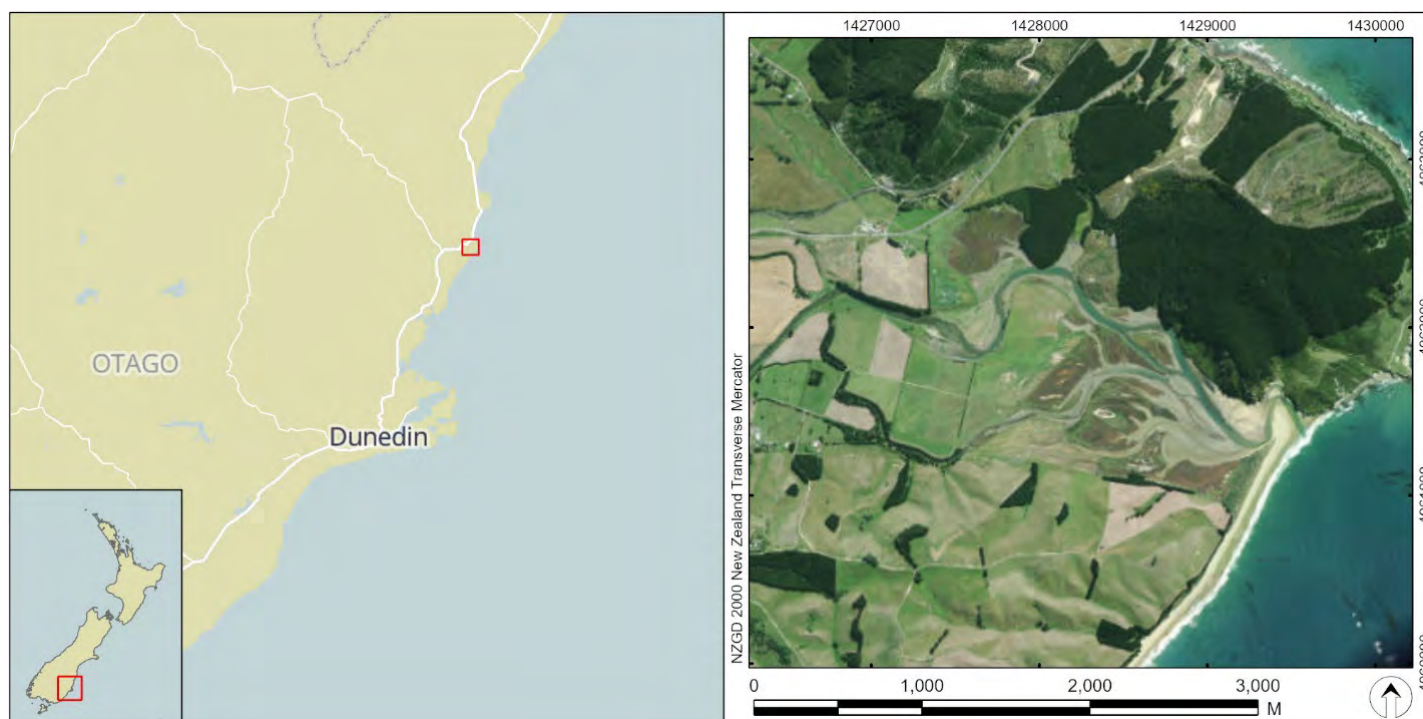 OTAGO
Dunedin
1427000 1428000 1429000 1430000
NZGD 2000 New Zealand Transverse Mercator
0 1,000 2,000 3,000
M